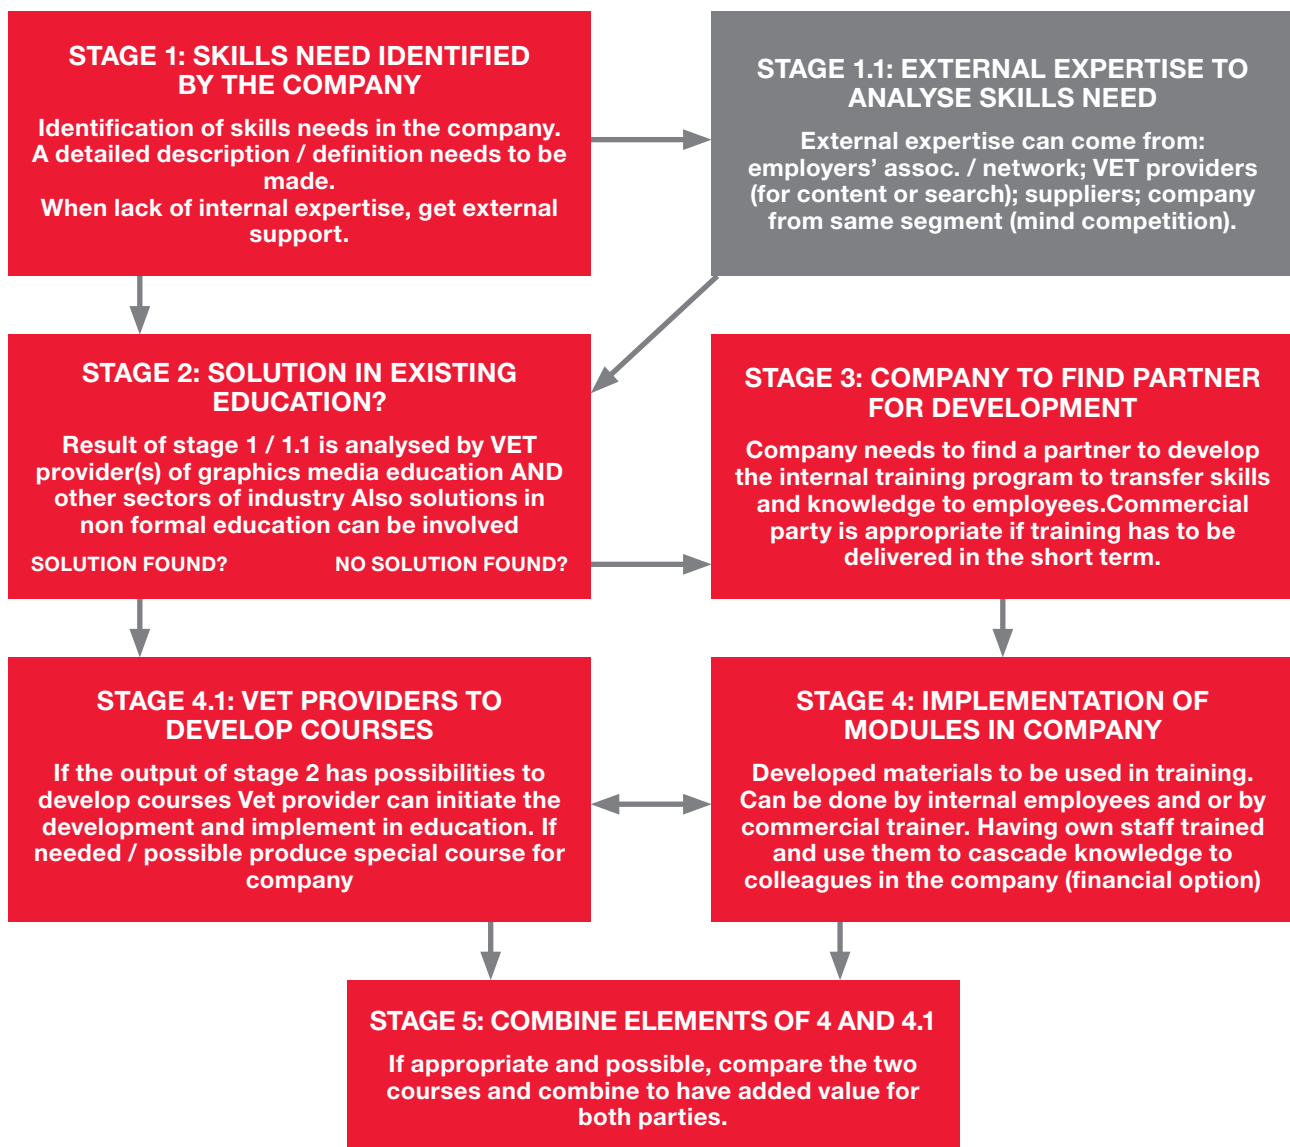 STAGE 1: SKILLS NEED IDENTIFIED
BY THE COMPANY
Identification of skills needs in the company.
A detailed description / definition needs to be
made.
When lack of internal expertise, get external
support.
STAGE 1.1: EXTERNAL EXPERTISE TO
ANALYSE SKILLS NEED
External expertise can come from:
employers’ assoc. / network; VET providers
(for content or search); suppliers; company
from same segment (mind competition).
STAGE 2: SOLUTION IN EXISTING
EDUCATION?
Result of stage 1 / 1.1 is analysed by VET
provider(s) of graphics media education AND
other sectors of industry Also solutions in
non formal education can be involved
SOLUTION FOUND? NO SOLUTION FOUND?
STAGE 3: COMPANY TO FIND PARTNER
FOR DEVELOPMENT
Company needs to find a partner to develop
the internal training program to transfer skills
and knowledge to employees.Commercial
party is appropriate if training has to be
delivered in the short term.
STAGE 4.1: VET PROVIDERS TO
DEVELOP COURSES
If the output of stage 2 has possibilities to
develop courses Vet provider can initiate the
development and implement in education. If
needed / possible produce special course for
company
STAGE 4: IMPLEMENTATION OF
MODULES IN COMPANY
Developed materials to be used in training.
Can be done by internal employees and or by
commercial trainer. Having own staff trained
and use them to cascade knowledge to
colleagues in the company (financial option)
STAGE 5: COMBINE ELEMENTS OF 4 AND 4.1
If appropriate and possible, compare the two
courses and combine to have added value for
both parties.